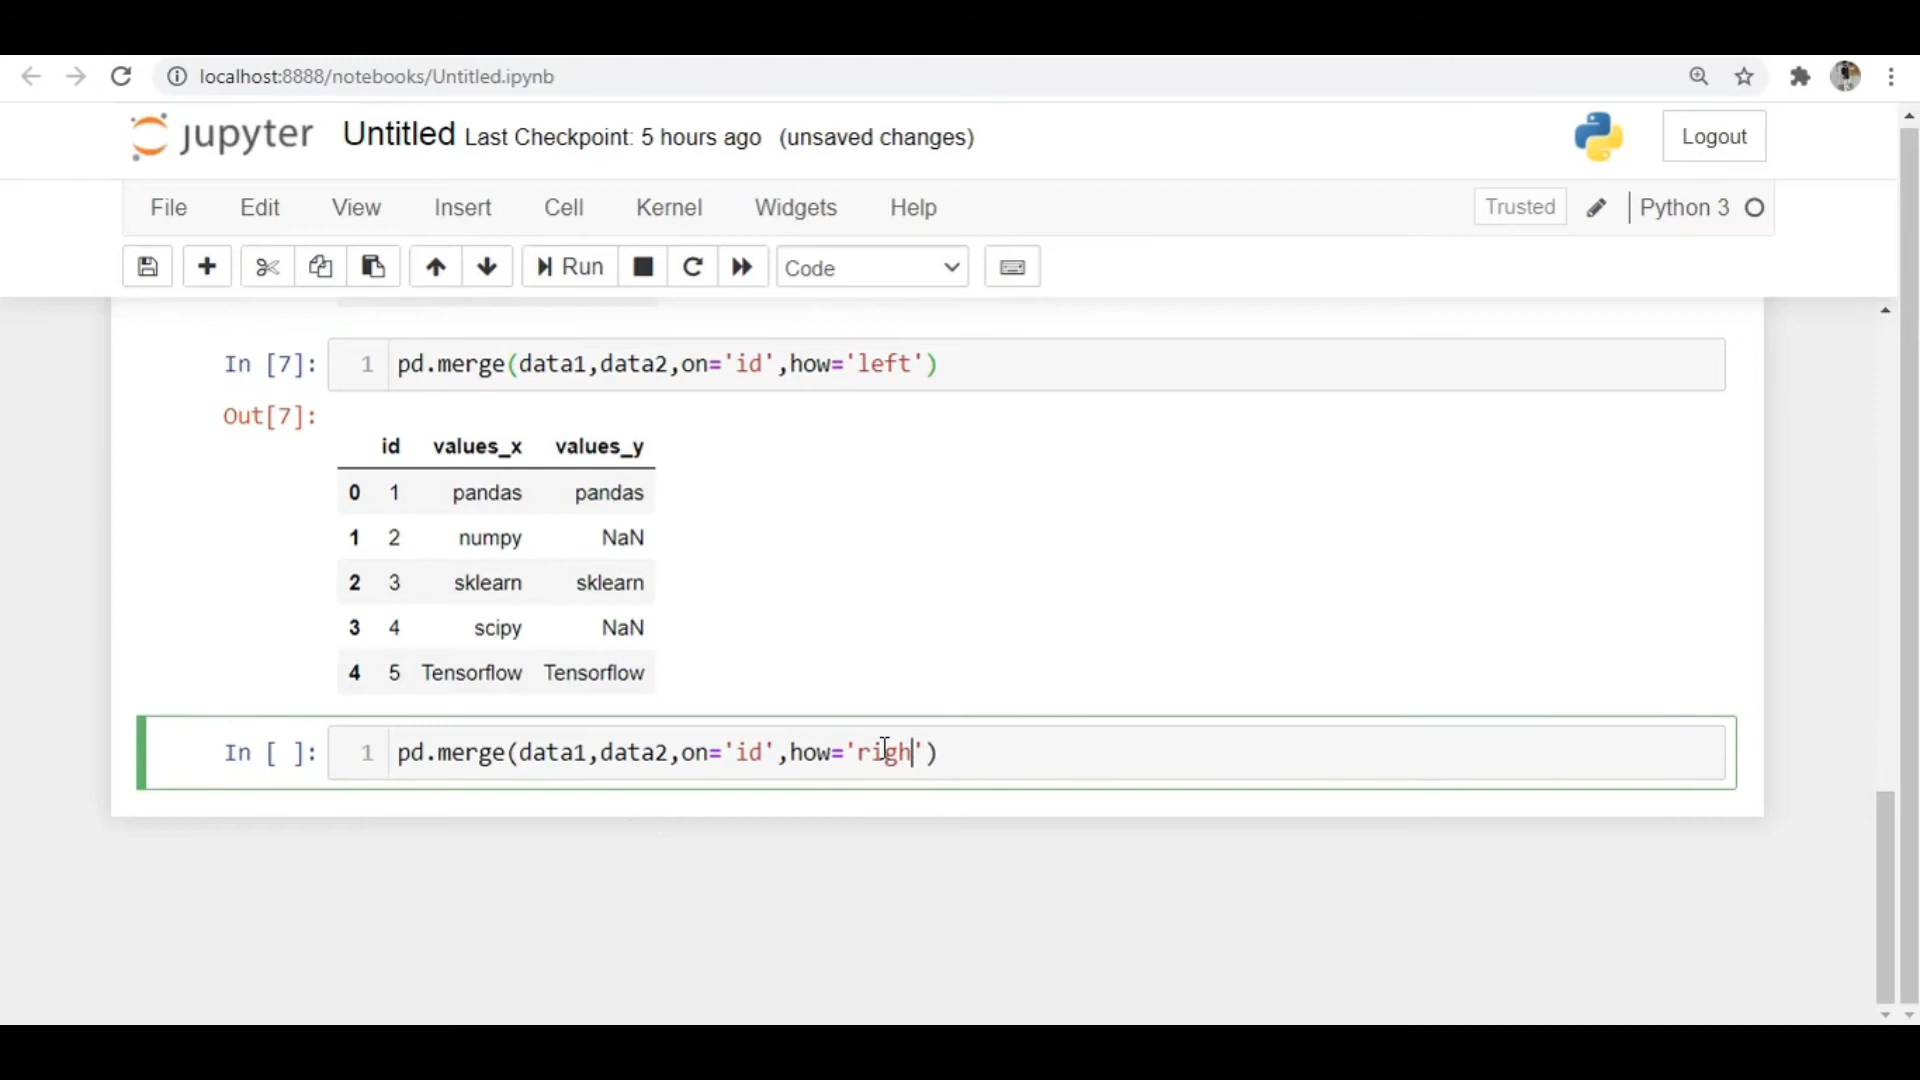 localhost:8888/notebooks/Untitled.ipynb
jupyter Untitled Last Checkpoint: 5 hours ago (unsaved changes) Logout
File Edit View Insert Cell Kernel Widgets Help Trusted Python 3
Run Code
In [7]: 1 pd.merge(data1,data2,on='id',how='left')
Out[7]:
id values_x values_y
0 1 pandas pandas
1 2 numpy NaN
2 3 sklearn sklearn
3 4 scipy NaN
4 5 Tensorflow Tensorflow
In [ ]: 1 pd.merge(data1,data2,on='id',how='righ')